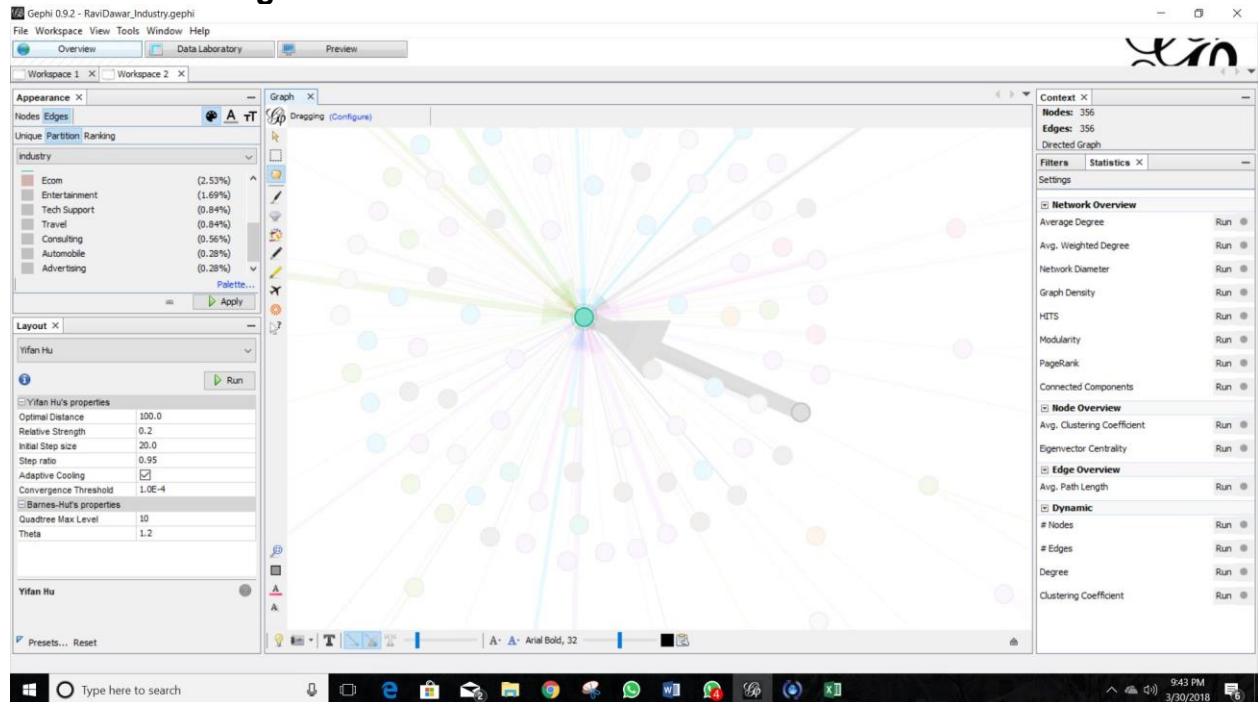 Gephi 0.9.2 - RaviDawar_Industry.gephi
File Workspace View Tools Window Help
Overview Data Laboratory Preview
Workspace 1 X Workspace 2 X
Appearance X
Nodes Edges
Unique Partition Ranking
industry
Ecom (2.53%)
Entertainment (1.69%)
Tech Support (0.84%)
Travel (0.84%)
Consulting (0.56%)
Automobile (0.28%)
Advertising (0.28%)
Palette...
Apply
Layout X
Yifan Hu
Run
Yifan Hu's properties
Optimal Distance 100.0
Relative Strength 0.2
Initial Step size 20.0
Step ratio 0.95
Adaptive Cooling
Convergence Threshold 1.0E-4
Barnes-Hut's properties
Quadtree Max Level 10
Theta 1.2
Yifan Hu
Presets... Reset
Graph X
Dragging (Configure)
Arial Bold, 32
Context X
Nodes: 356
Edges: 356
Directed Graph
Filters Statistics X
Settings
Network Overview
Average Degree Run
Avg. Weighted Degree Run
Network Diameter Run
Graph Density Run
HITS Run
Modularity Run
PageRank Run
Connected Components Run
Node Overview
Avg. Clustering Coefficient Run
Eigenvector Centrality Run
Edge Overview
Avg. Path Length Run
Dynamic
# Nodes Run
# Edges Run
Degree Run
Clustering Coefficient Run
Type here to search
9:43 PM
3/30/2018